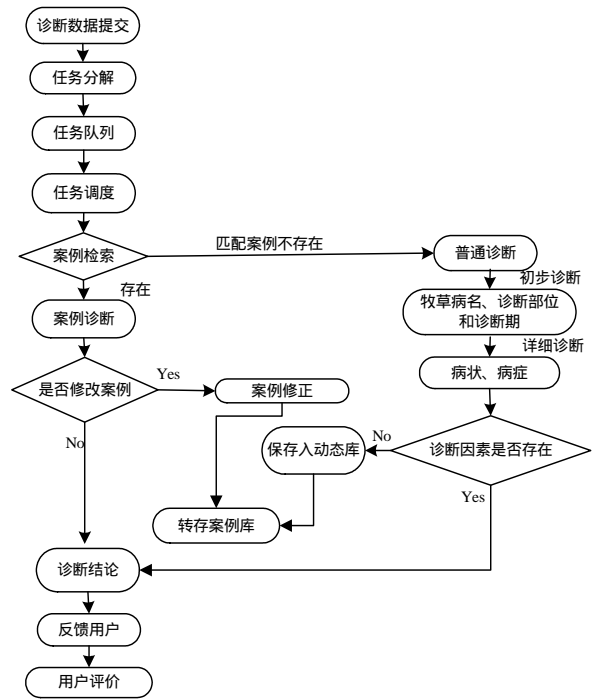 诊断数据提交
任务分解
任务队列
任务调度
案例检索
匹配案例不存在
普通诊断
存在
初步诊断
案例诊断
牧草病名、诊断部位
和诊断期
详细诊断
病状、病症
是否修改案例
Yes
案例修正
No
诊断因素是否存在
No
保存入动态库
Yes
转存案例库
诊断结论
反馈用户
用户评价